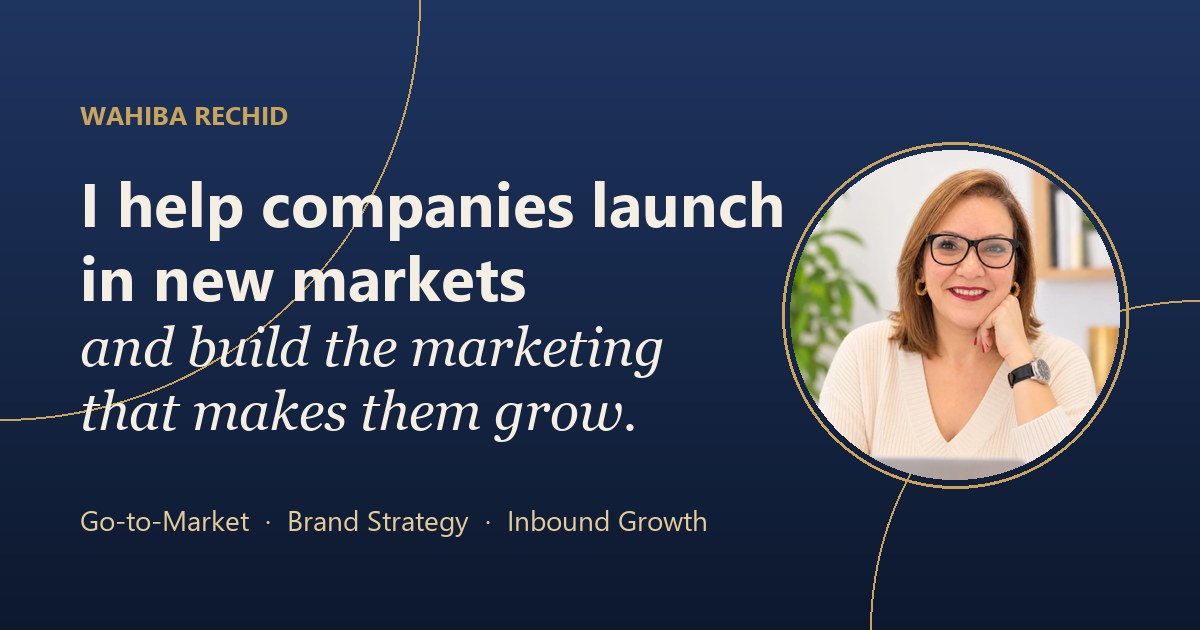 WAHIBA RECHID
I help companies launch
in new markets
and build the marketing
that makes them grow.
Go-to-Market · Brand Strategy · Inbound Growth